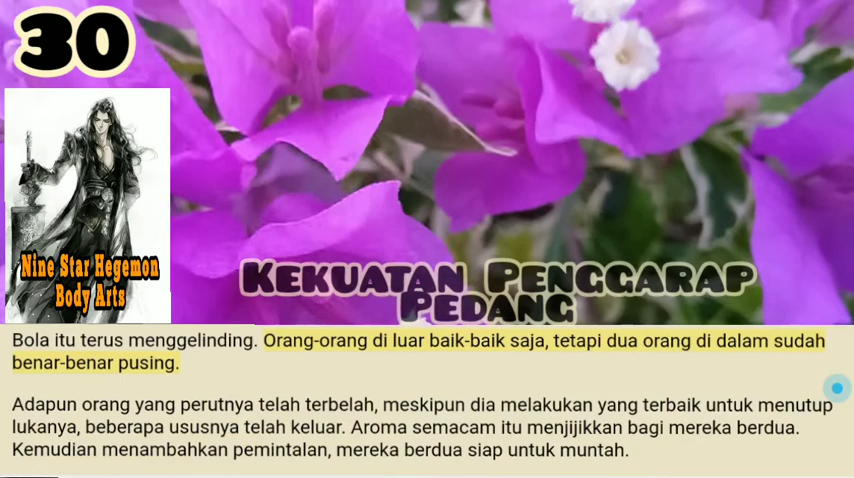 30
Nine Star Hegemon
Body Arts
Kekuatan Penggarap
Pedang
Bola itu terus menggelinding. Orang-orang di luar baik-baik saja, tetapi dua orang di dalam sudah
benar-benar pusing.
Adapun orang yang perutnya telah terbelah, meskipun dia melakukan yang terbaik untuk menutup
lukanya, beberapa ususnya telah keluar. Aroma semacam itu menjijikkan bagi mereka berdua.
Kemudian menambahkan pemintalan, mereka berdua siap untuk muntah.